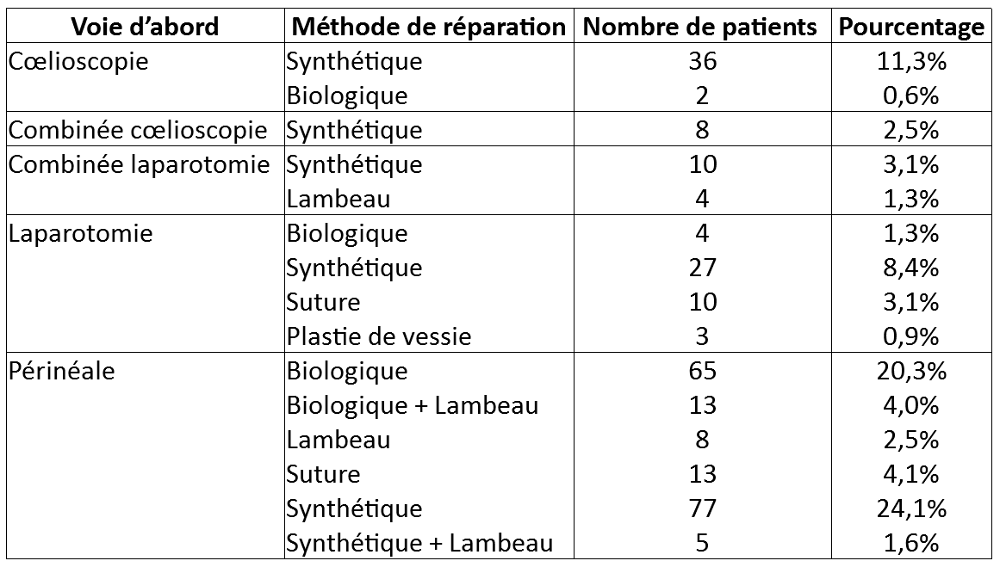 Voie d’abord Méthode de réparation Nombre de patients Pourcentage
Cœlioscopie Synthétique 36 11,3%
Biologique 2 0,6%
Combinée cœlioscopie Synthétique 8 2,5%
Combinée laparotomie Synthétique 10 3,1%
Lambeau 4 1,3%
Laparotomie Biologique 4 1,3%
Synthétique 27 8,4%
Suture 10 3,1%
Plastie de vessie 3 0,9%
Périnéale Biologique 65 20,3%
Biologique + Lambeau 13 4,0%
Lambeau 8 2,5%
Suture 13 4,1%
Synthétique 77 24,1%
Synthétique + Lambeau 5 1,6%